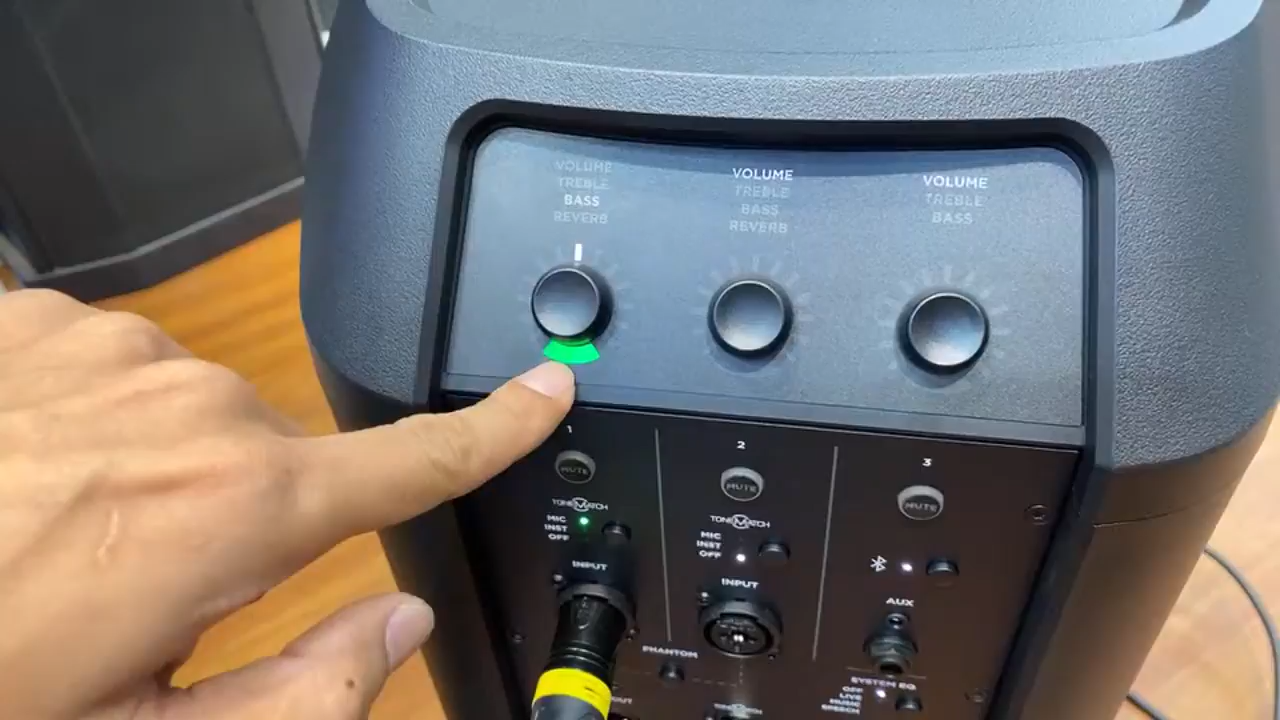 VOLUME
TREBLE
BASS
REVERB
VOLUME
TREBLE
BASS
REVERB
VOLUME
TREBLE
BASS
1
MUTE
TONEMATCH
MIC
INST
OFF
INPUT
2
MUTE
TONEMATCH
MIC
INST
OFF
INPUT
PHANTOM
3
MUTE
AUX
SYSTEM EQ
OFF
LIVE
MUSIC
SPEECH